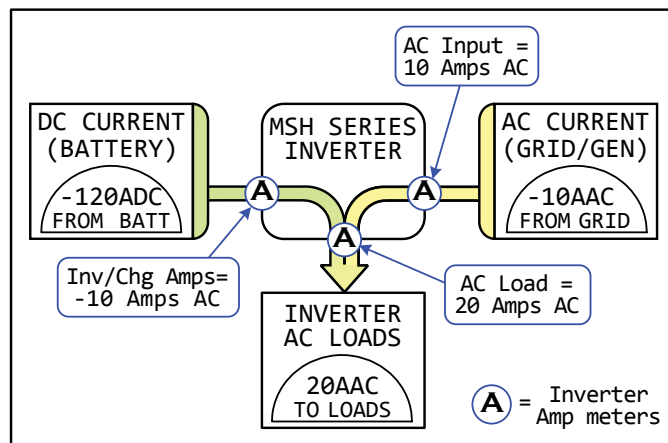 AC Input =
10 Amps AC
DC CURRENT
(BATTERY)
-120ADC
FROM BATT
MSH SERIES
INVERTER
AC CURRENT
(GRID/GEN)
-10AAC
FROM GRID
A
A
A
Inv/Chg Amps=
-10 Amps AC
AC Load =
20 Amps AC
INVERTER
AC LOADS
20AAC
TO LOADS
A = Inverter
Amp meters